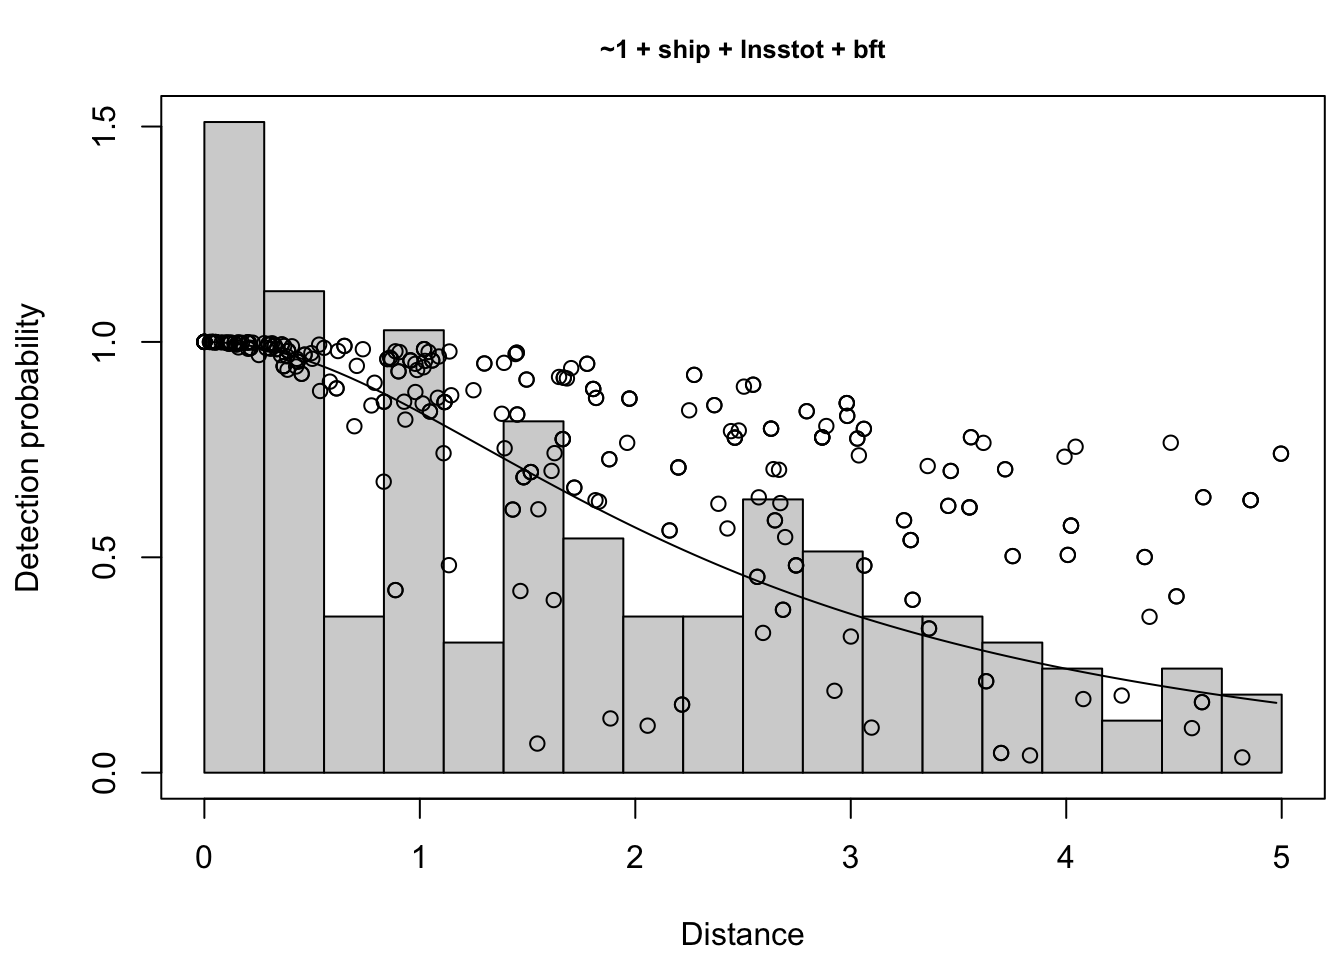 ~1 + ship + lnsstot + bft
Detection probability
1.5
1.0
0.5
0.0
0 1 2 3 4 5
Distance